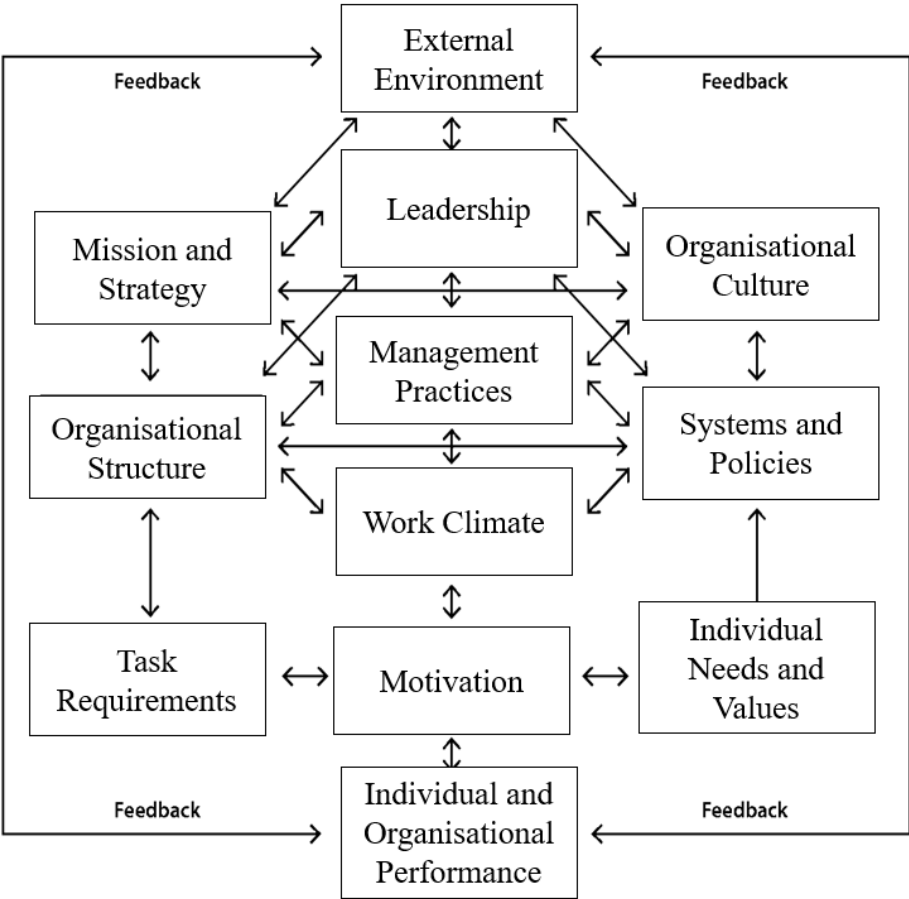 External
Environment
Feedback
Feedback
Leadership
Mission and
Strategy
Organisational
Culture
Management
Practices
Organisational
Structure
Systems and
Policies
Work Climate
Task
Requirements
Motivation
Individual
Needs and
Values
Feedback
Individual and
Organisational
Performance
Feedback